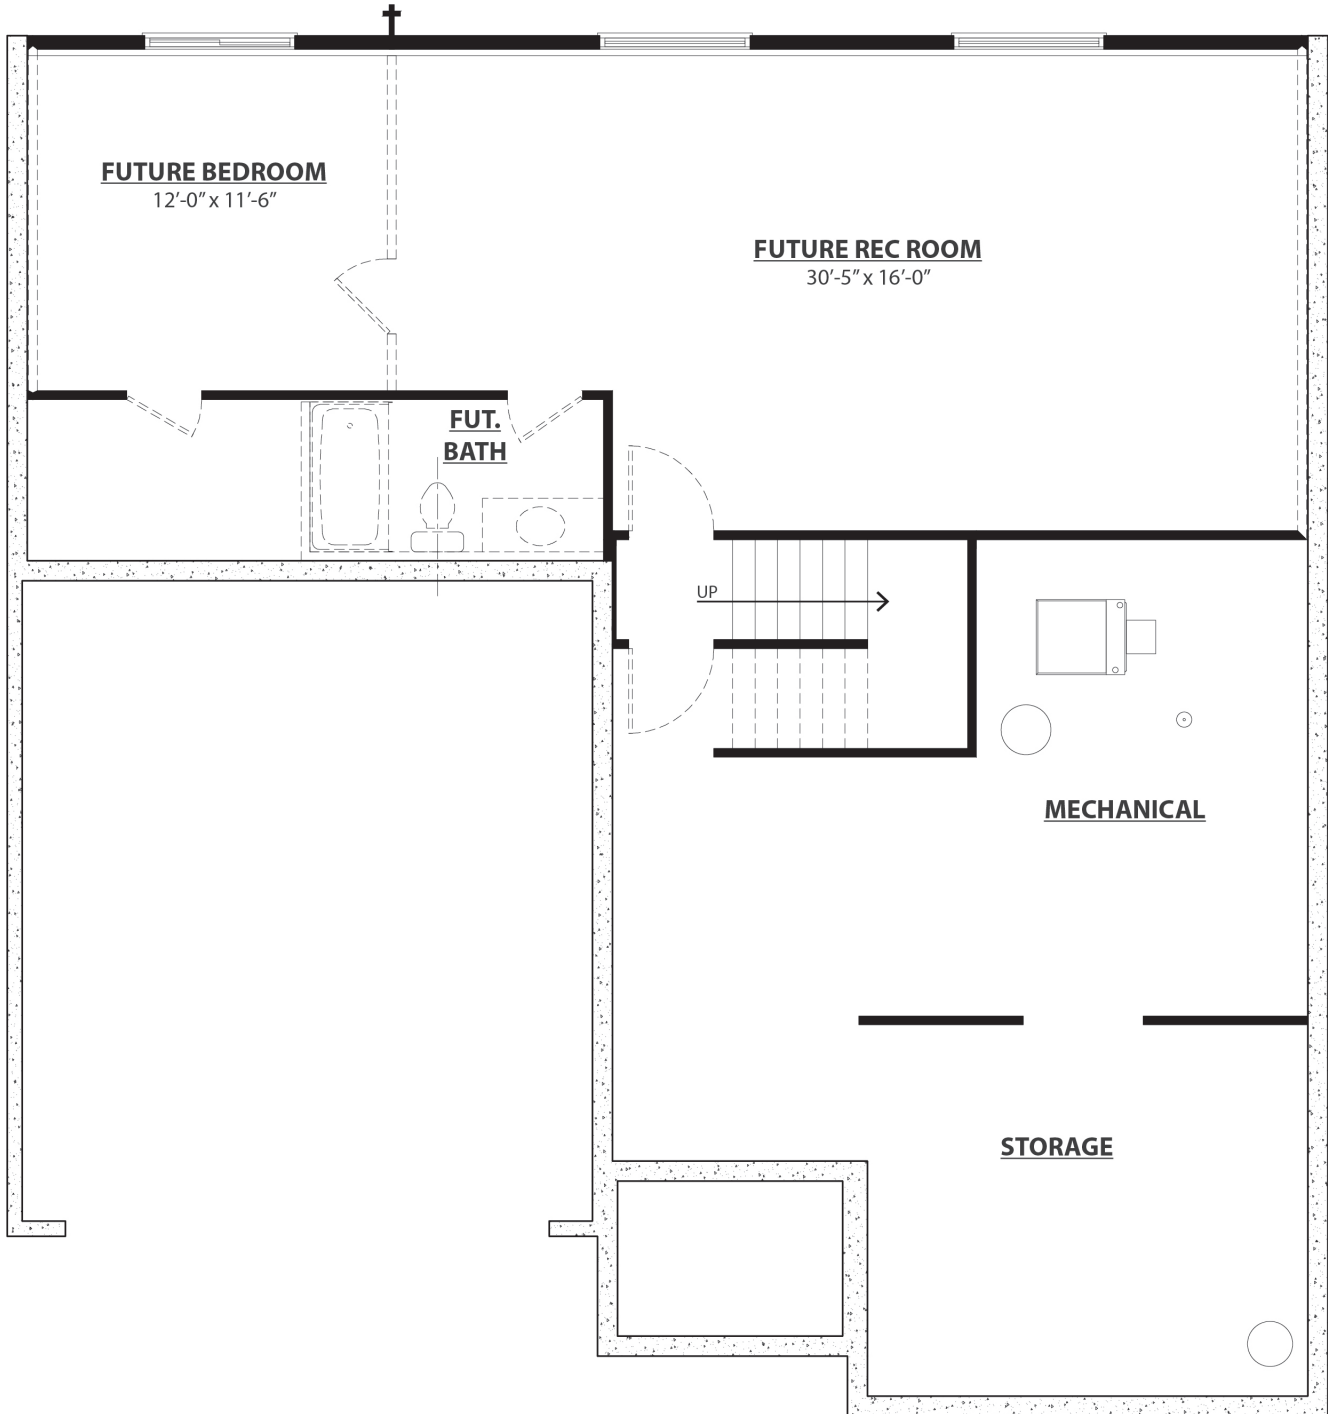 FUTURE BEDROOM
12’-0” x 11’-6”
FUTURE REC ROOM
30’-5” x 16’-0”
FUT.
BATH
UP
MECHANICAL
STORAGE